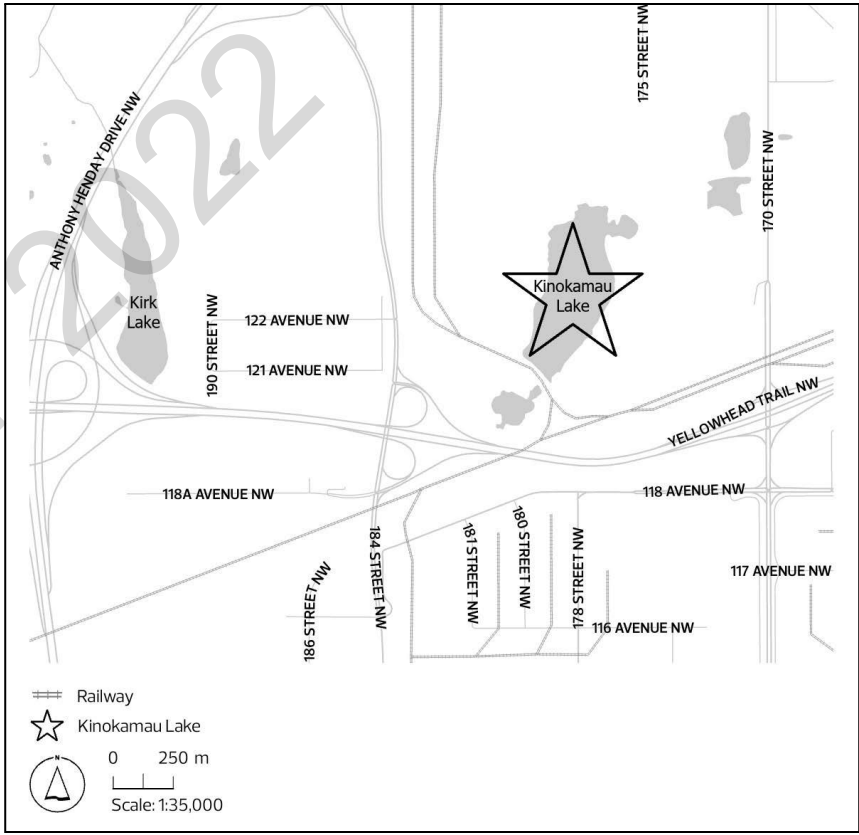 175 STREET NW
ANTHONY HENDAY DRIVE NW
2022
170 STREET NW
Kinokamau
Lake
Kirk
Lake
190 STREET NW
122 AVENUE NW
121 AVENUE NW
YELLOWHEAD TRAIL NW
118A AVENUE NW
118 AVENUE NW
184 STREET NW
181 STREET NW
180 STREET NW
178 STREET NW
117 AVENUE NW
186 STREET NW
116 AVENUE NW
Railway
Kinokamau Lake
N
0 250 m
Scale: 1:35,000